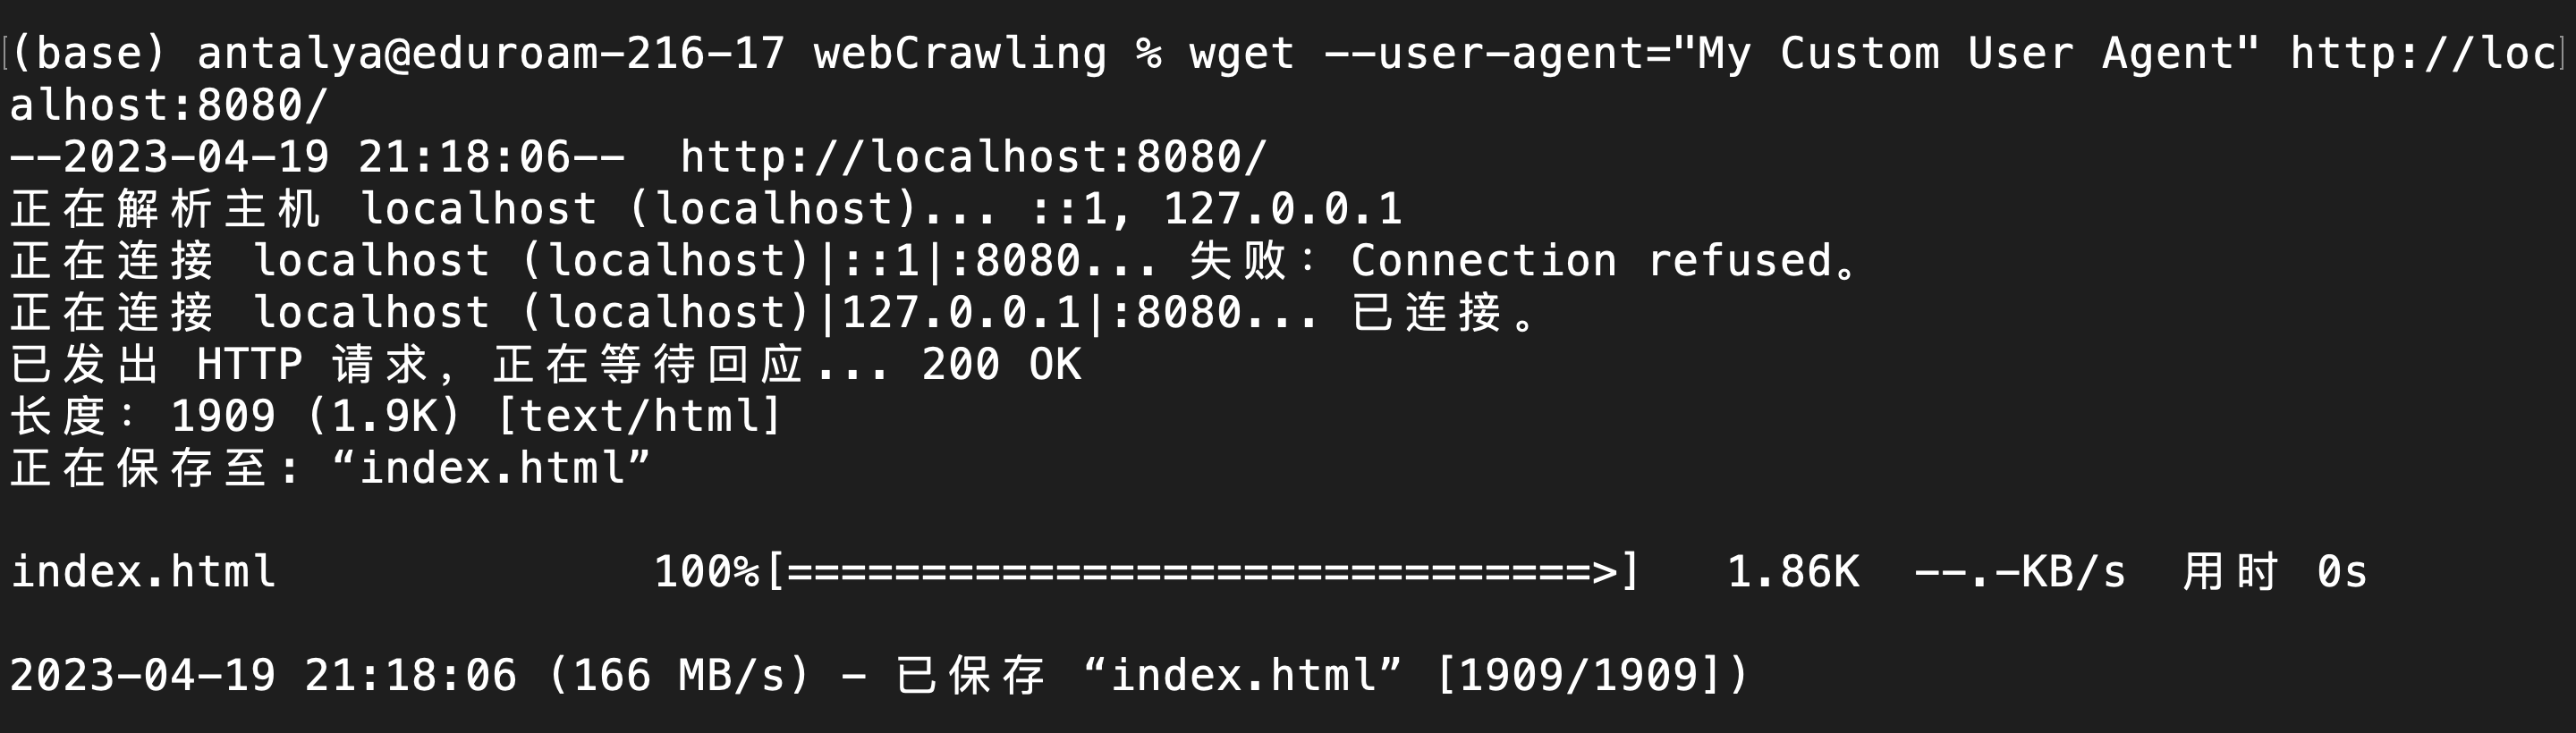 (base) antalya@eduroam-216-17 webCrawling % wget --user-agent="My Custom User Agent" http://loc
alhost:8080/
--2023-04-19 21:18:06--  http://localhost:8080/
正在解析主机 localhost (localhost)... ::1, 127.0.0.1
正在连接 localhost (localhost)|::1|:8080... 失败：Connection refused。
正在连接 localhost (localhost)|127.0.0.1|:8080... 已连接。
已发出 HTTP 请求，正在等待回应... 200 OK
长度：1909 (1.9K) [text/html]
正在保存至: “index.html”
index.html              100%[==============================>]   1.86K  --.-KB/s  用时 0s
2023-04-19 21:18:06 (166 MB/s) - 已保存 “index.html” [1909/1909])